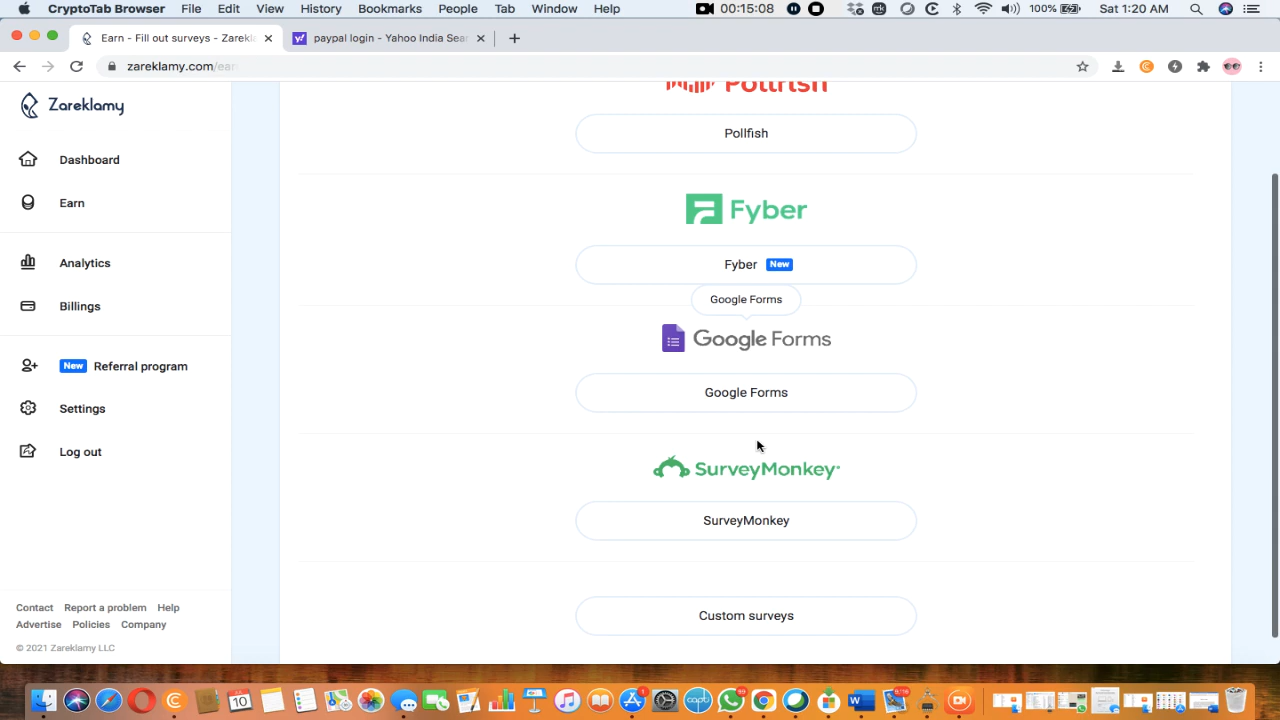 CryptoTab Browser File Edit View History Bookmarks People Tab Window Help 00:15:08 100% Sat 1:20 AM
Earn - Fill out surveys - Zarekla paypal login - Yahoo India Sear
zareklamy.com/earn
Zareklamy
Dashboard
Earn
Analytics
Billings
New Referral program
Settings
Log out
Contact Report a problem Help
Advertise Policies Company
© 2021 Zareklamy LLC
Pollfish
Pollfish
Fyber
Fyber New
Google Forms
Google Forms
Google Forms
SurveyMonkey
SurveyMonkey
Custom surveys